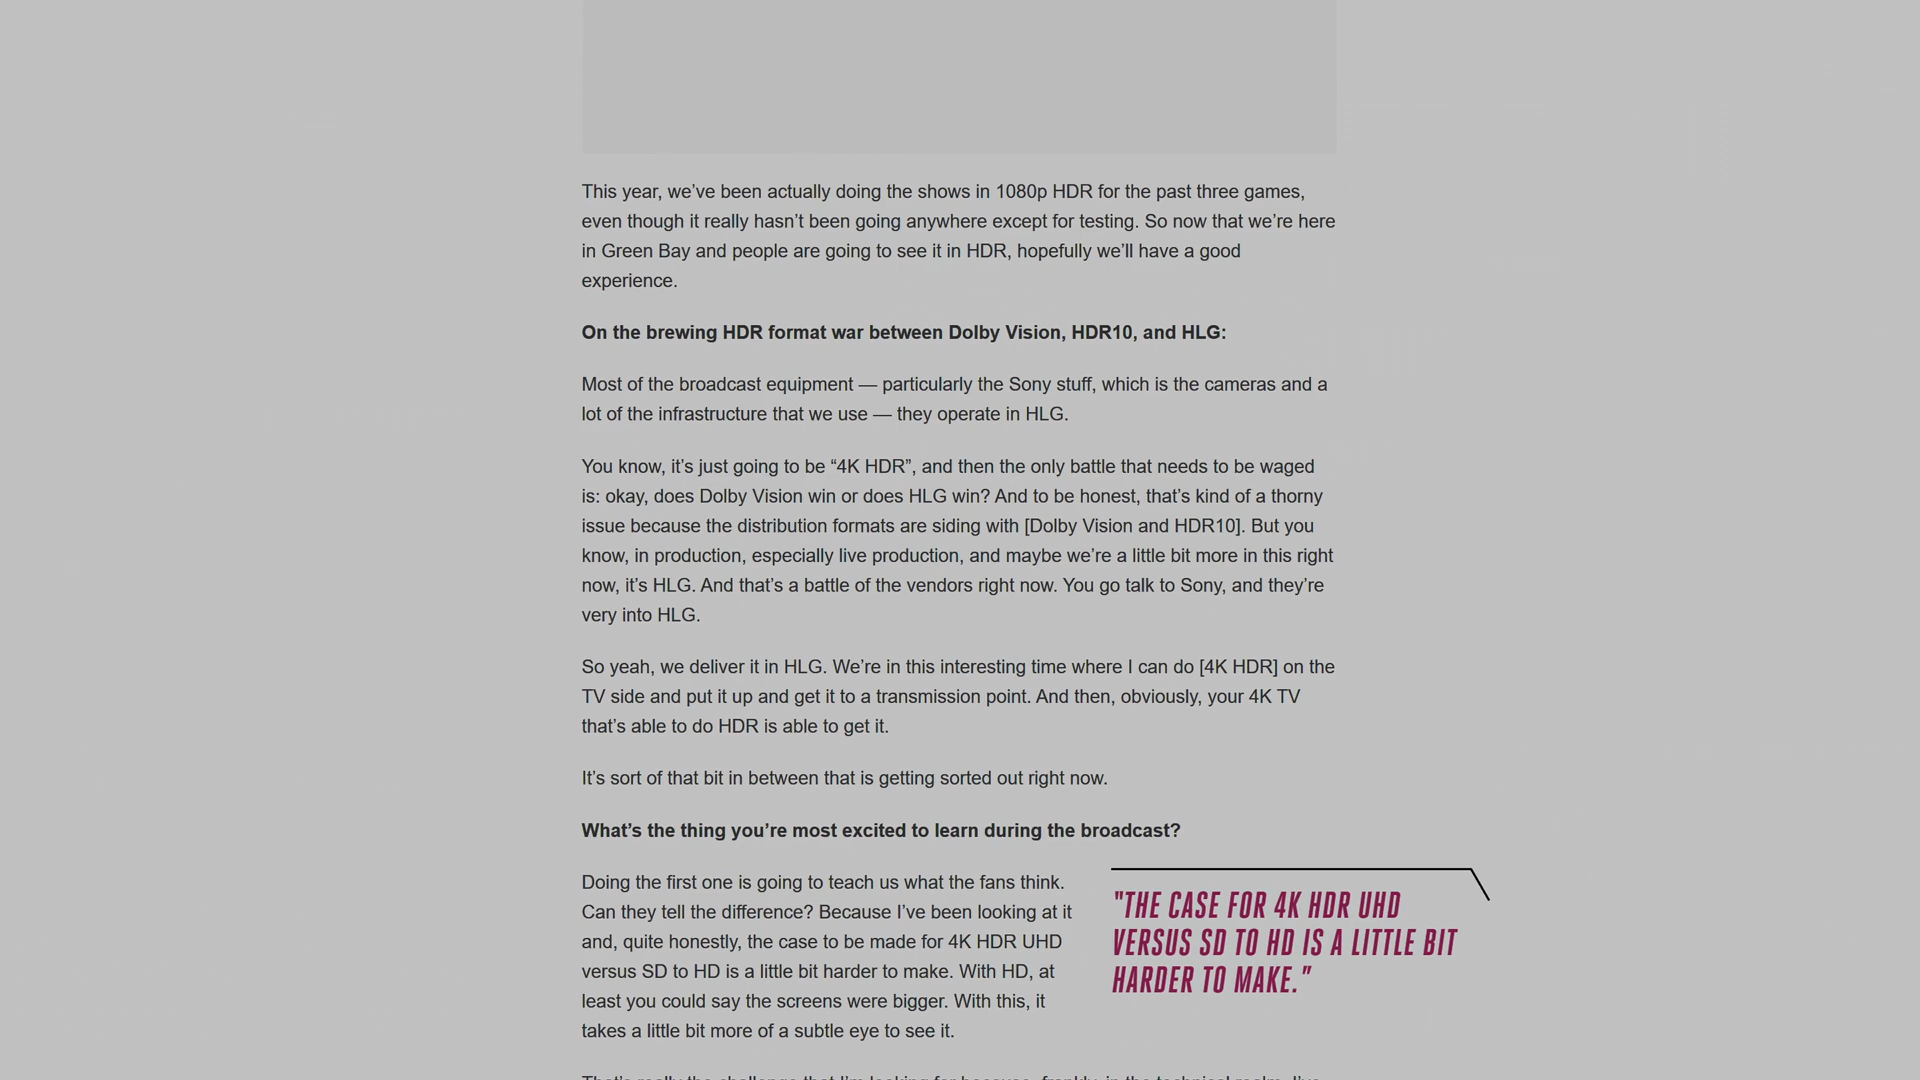 This year, we’ve been actually doing the shows in 1080p HDR for the past three games,
even though it really hasn’t been going anywhere except for testing. So now that we’re here
in Green Bay and people are going to see it in HDR, hopefully we’ll have a good
experience.
On the brewing HDR format war between Dolby Vision, HDR10, and HLG:
Most of the broadcast equipment — particularly the Sony stuff, which is the cameras and a
lot of the infrastructure that we use — they operate in HLG.
You know, it’s just going to be “4K HDR”, and then the only battle that needs to be waged
is: okay, does Dolby Vision win or does HLG win? And to be honest, that’s kind of a thorny
issue because the distribution formats are siding with [Dolby Vision and HDR10]. But you
know, in production, especially live production, and maybe we’re a little bit more in this right
now, it’s HLG. And that’s a battle of the vendors right now. You go talk to Sony, and they’re
very into HLG.
So yeah, we deliver it in HLG. We’re in this interesting time where I can do [4K HDR] on the
TV side and put it up and get it to a transmission point. And then, obviously, your 4K TV
that’s able to do HDR is able to get it.
It’s sort of that bit in between that is getting sorted out right now.
What’s the thing you’re most excited to learn during the broadcast?
Doing the first one is going to teach us what the fans think.
Can they tell the difference? Because I’ve been looking at it
and, quite honestly, the case to be made for 4K HDR UHD
versus SD to HD is a little bit harder to make. With HD, at
least you could say the screens were bigger. With this, it
takes a little bit more of a subtle eye to see it.
"THE CASE FOR 4K HDR UHD
VERSUS SD TO HD IS A LITTLE BIT
HARDER TO MAKE."
That’s really the challenge that I’m looking for because, frankly, in the technical realm, I’ve